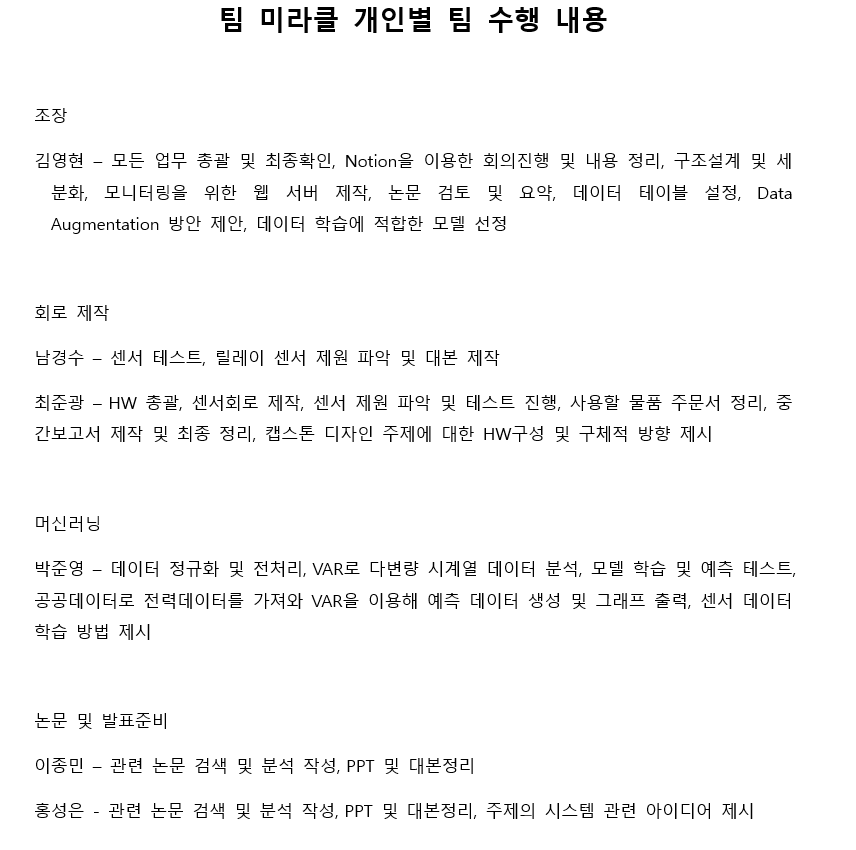 팀 미라클 개인별 팀 수행 내용
조장
김영현 – 모든 업무 총괄 및 최종확인, Notion을 이용한 회의진행 및 내용 정리, 구조설계 및 세
분화, 모니터링을 위한 웹 서버 제작, 논문 검토 및 요약, 데이터 테이블 설정, Data
Augmentation 방안 제안, 데이터 학습에 적합한 모델 선정
회로 제작
남경수 – 센서 테스트, 릴레이 센서 제원 파악 및 대본 제작
최준광 – HW 총괄, 센서회로 제작, 센서 제원 파악 및 테스트 진행, 사용할 물품 주문서 정리, 중
간보고서 제작 및 최종 정리, 캡스톤 디자인 주제에 대한 HW구성 및 구체적 방향 제시
머신러닝
박준영 – 데이터 정규화 및 전처리, VAR로 다변량 시계열 데이터 분석, 모델 학습 및 예측 테스트,
공공데이터로 전력데이터를 가져와 VAR을 이용해 예측 데이터 생성 및 그래프 출력, 센서 데이터
학습 방법 제시
논문 및 발표준비
이종민 – 관련 논문 검색 및 분석 작성, PPT 및 대본정리
홍성은 - 관련 논문 검색 및 분석 작성, PPT 및 대본정리, 주제의 시스템 관련 아이디어 제시